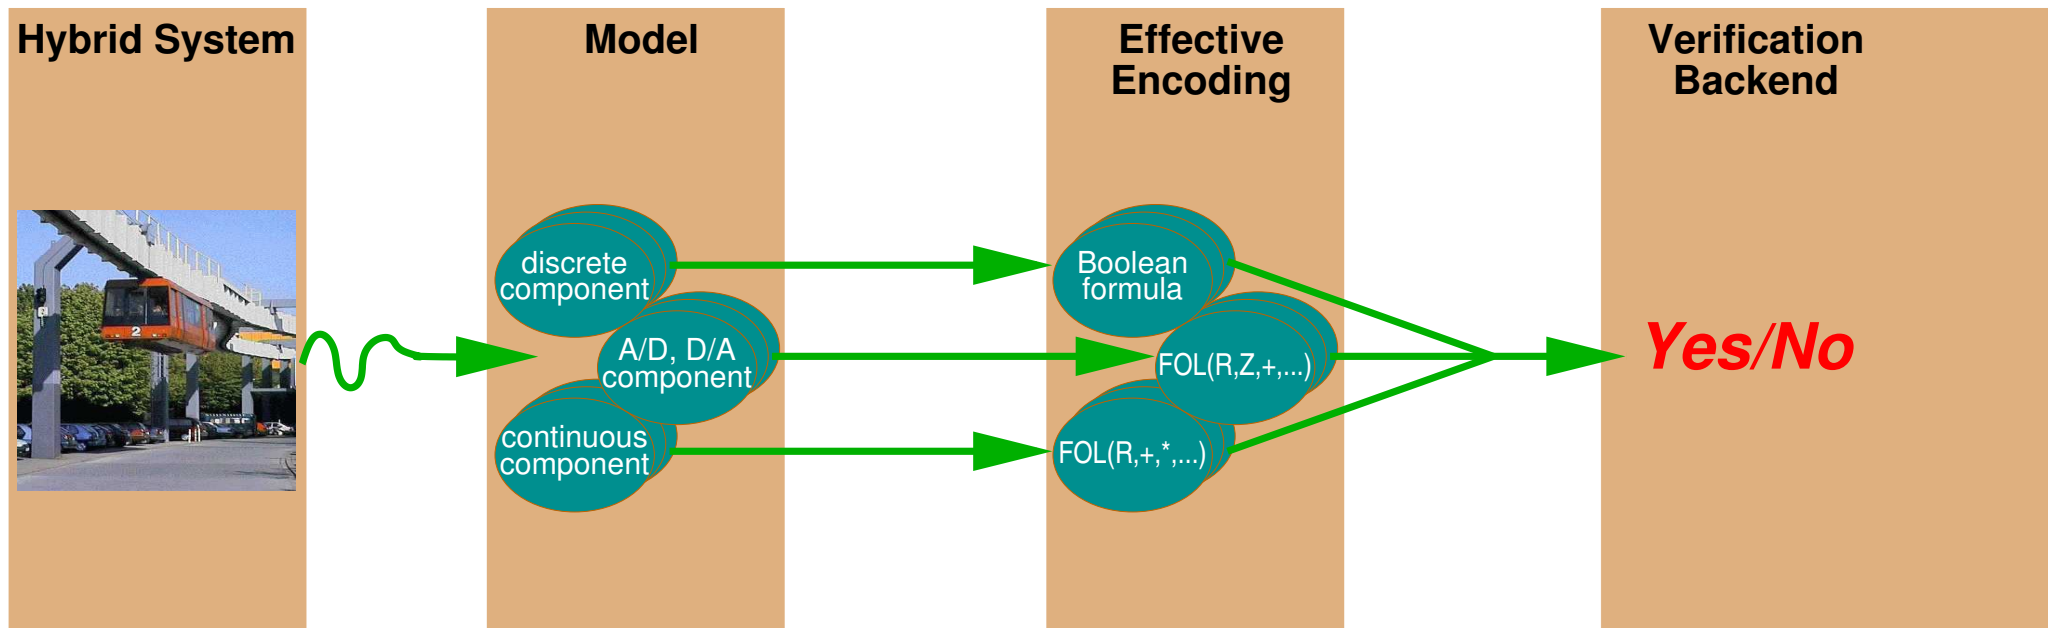 Hybrid System
Model
Effective
Encoding
Verification
Backend
2
discrete
component
A/D, D/A
component
continuous
component
Boolean
formula
FOL(R,Z,+,...)
FOL(R,+,*,...)
Yes/No